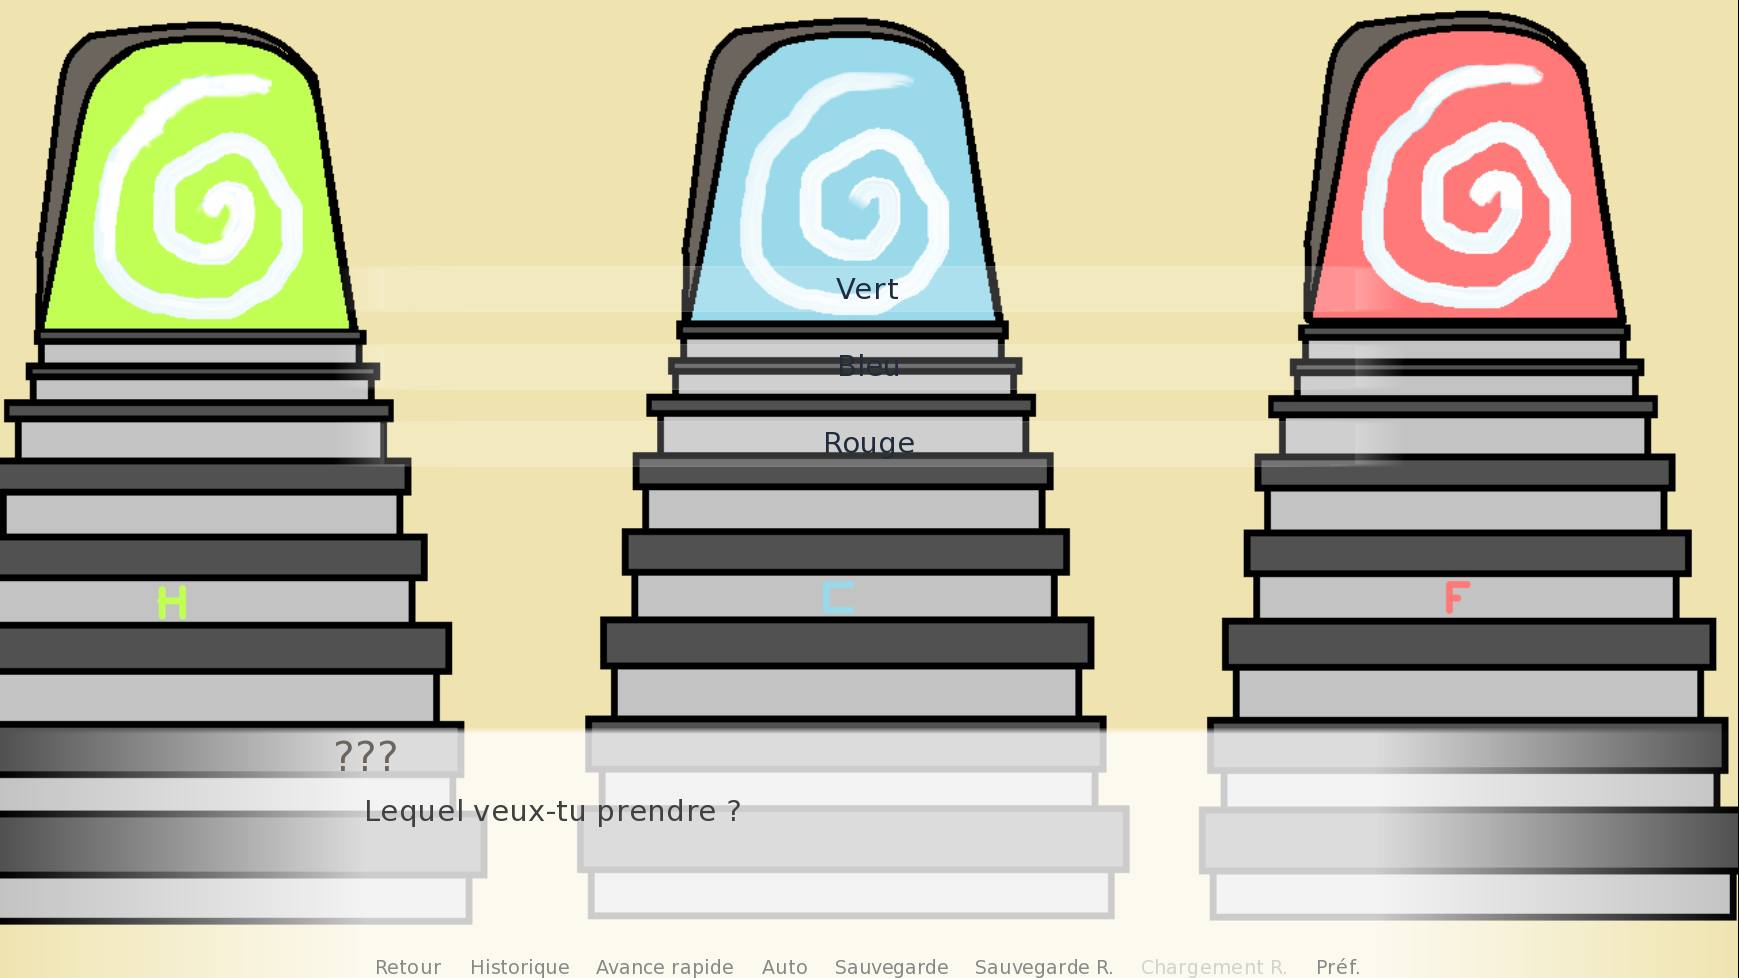 Vert
Bleu
Rouge
H
C
F
???
Lequel veux-tu prendre ?
Retour Historique Avance rapide Auto Sauvegarde Sauvegarde R. Chargement R. Préf.